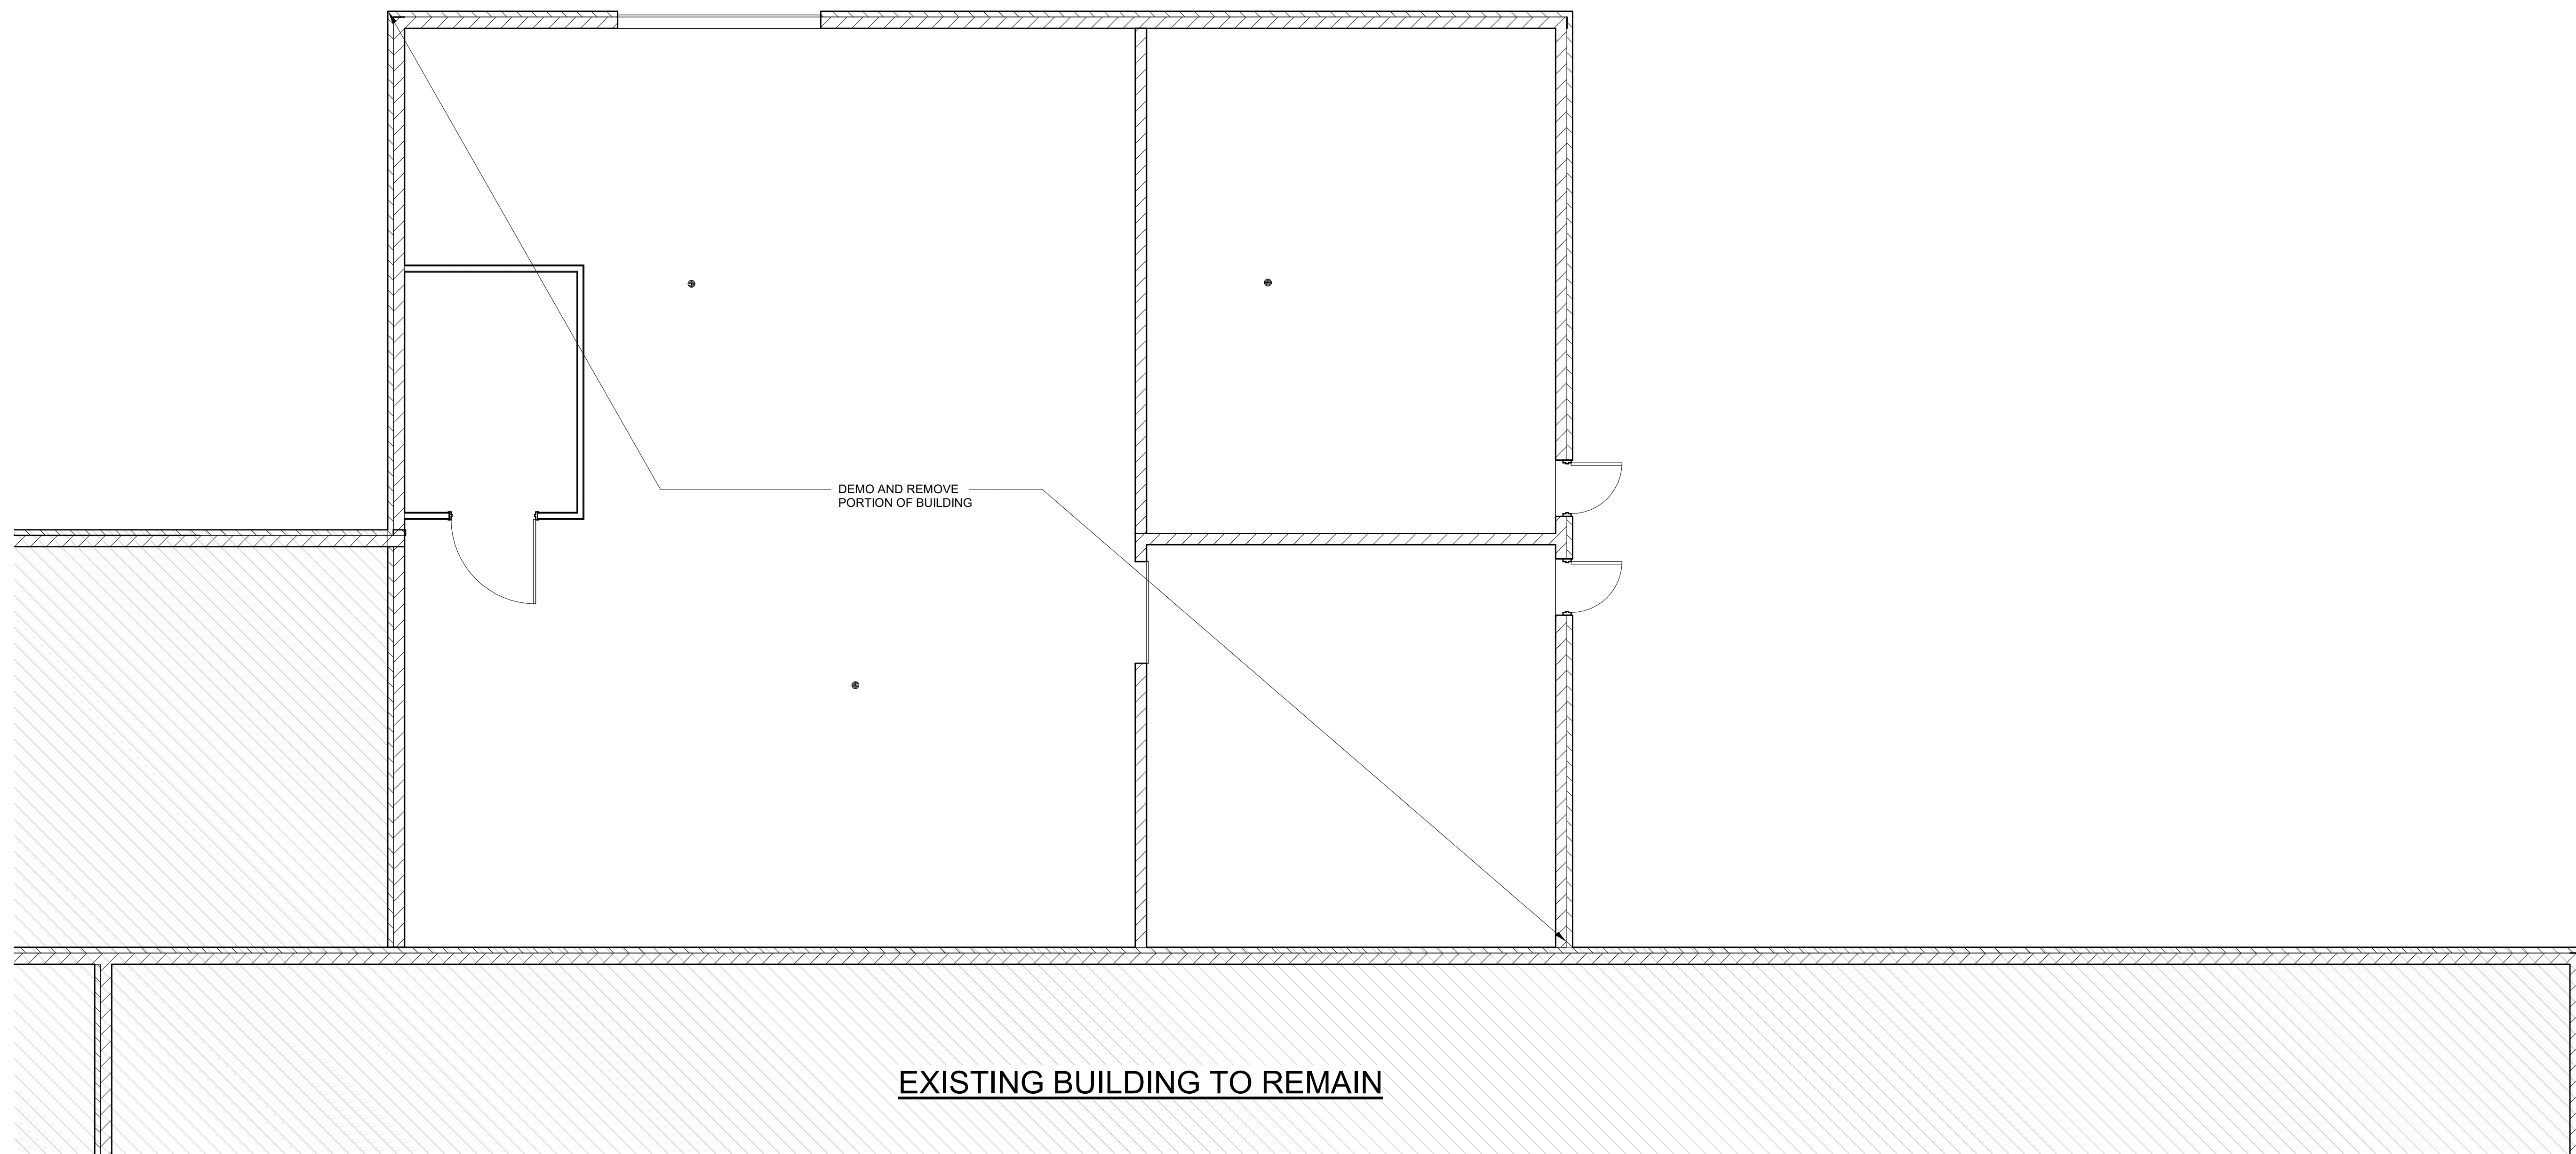 DEMO AND REMOVE
PORTION OF BUILDING
EXISTING BUILDING TO REMAIN